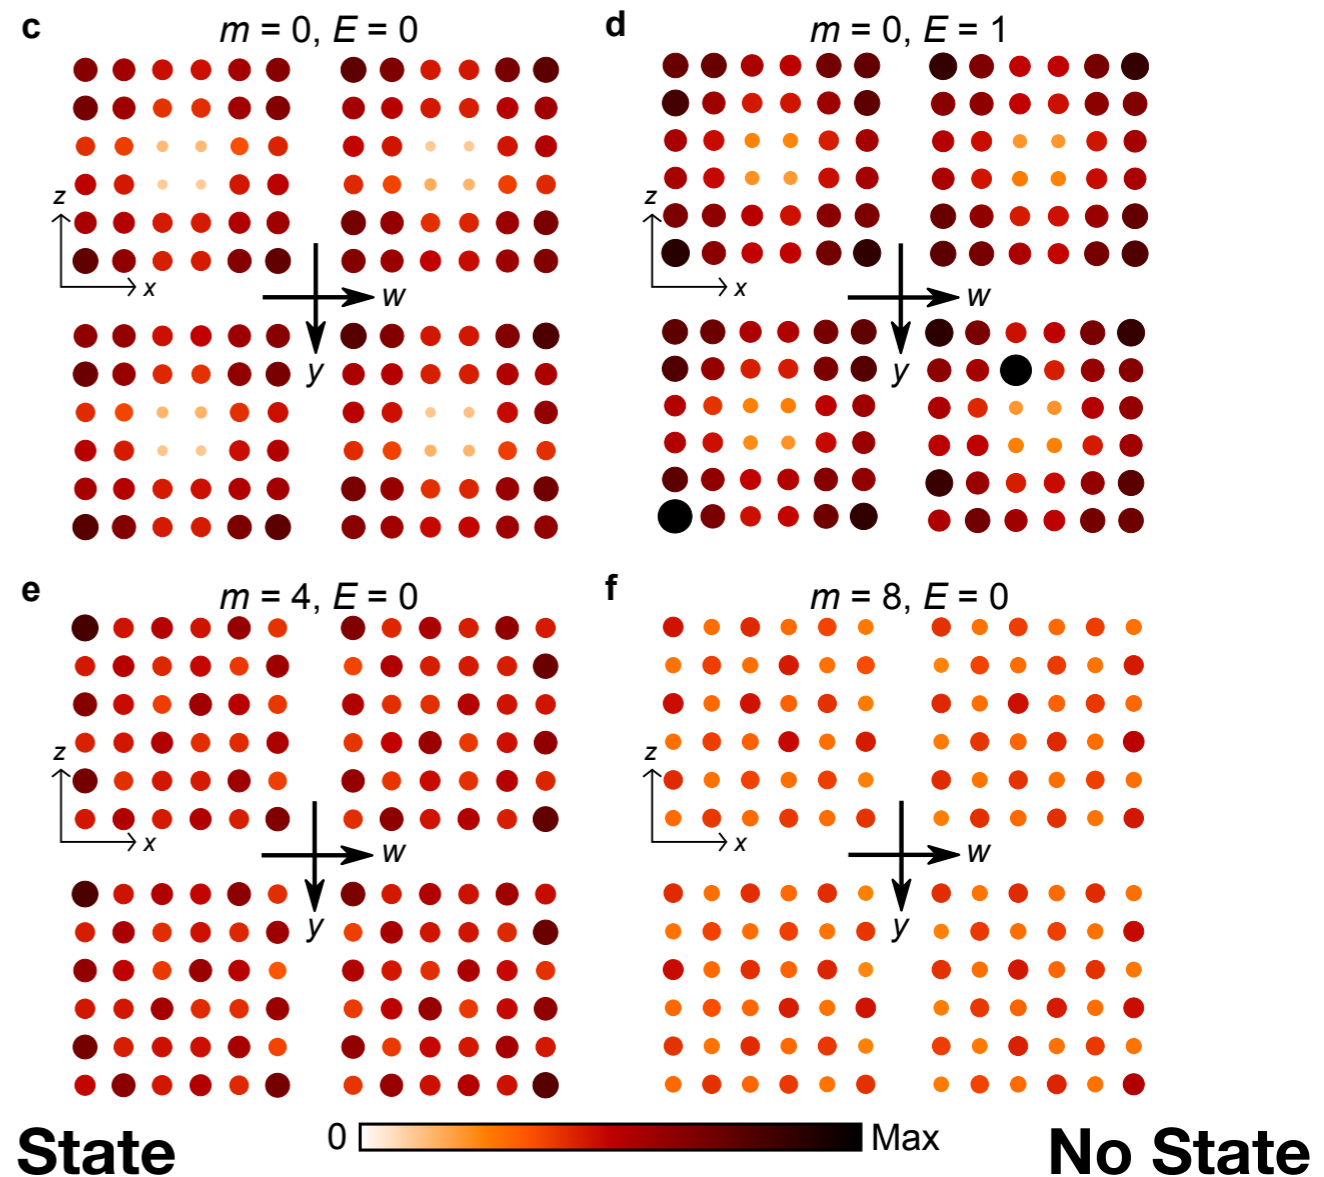 c
m = 0, E = 0
d
m = 0, E = 1
z
x
w
y
z
x
w
y
e
m = 4, E = 0
f
m = 8, E = 0
z
x
w
y
z
x
w
y
State
0
Max
No State